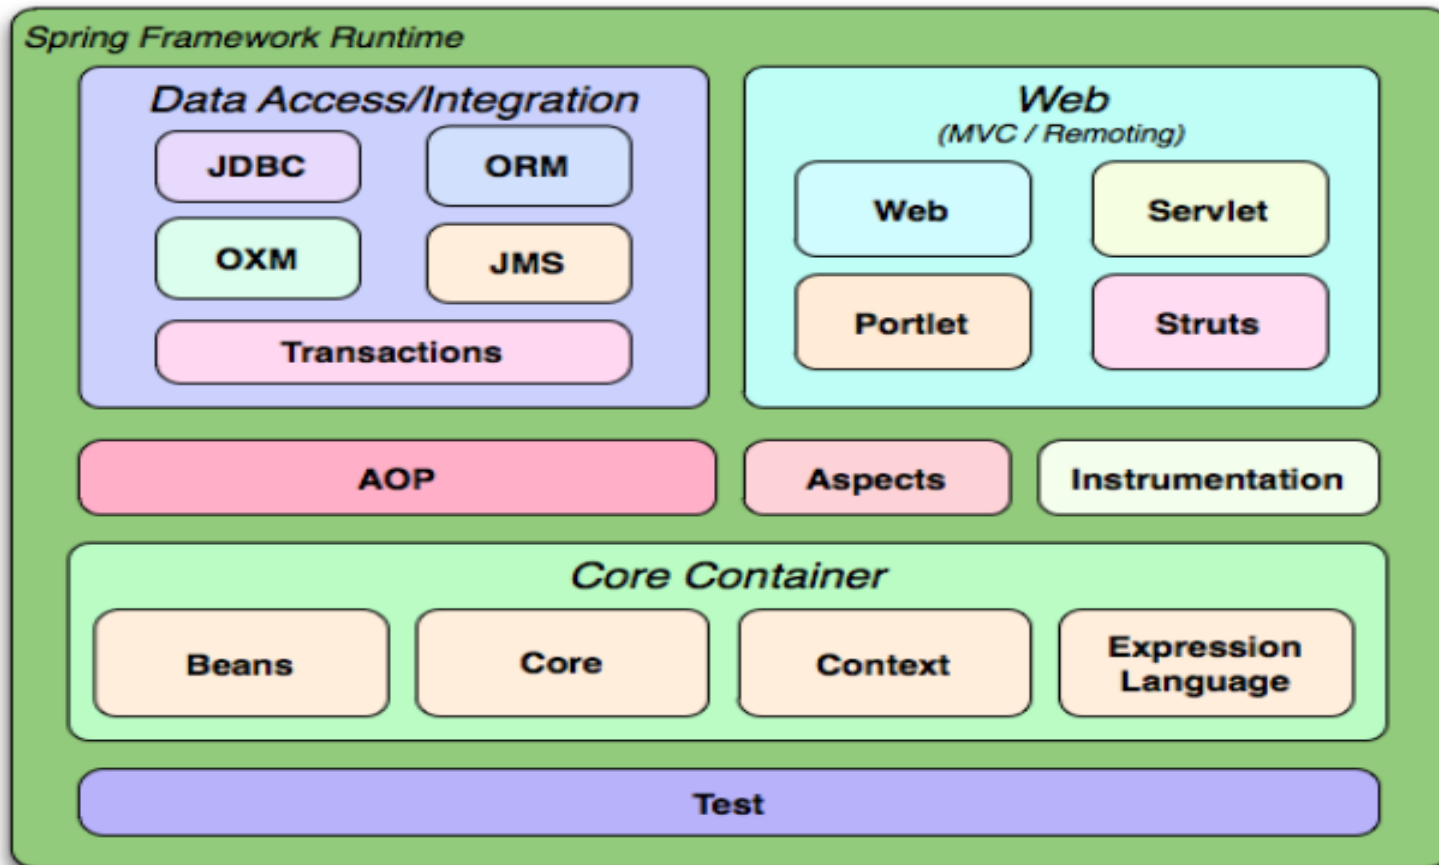 Spring Framework Runtime
Data Access/Integration
JDBC
ORM
OXM
JMS
Transactions
Web
(MVC / Remoting)
Web
Servlet
Portlet
Struts
AOP
Aspects
Instrumentation
Core Container
Beans
Core
Context
Expression
Language
Test